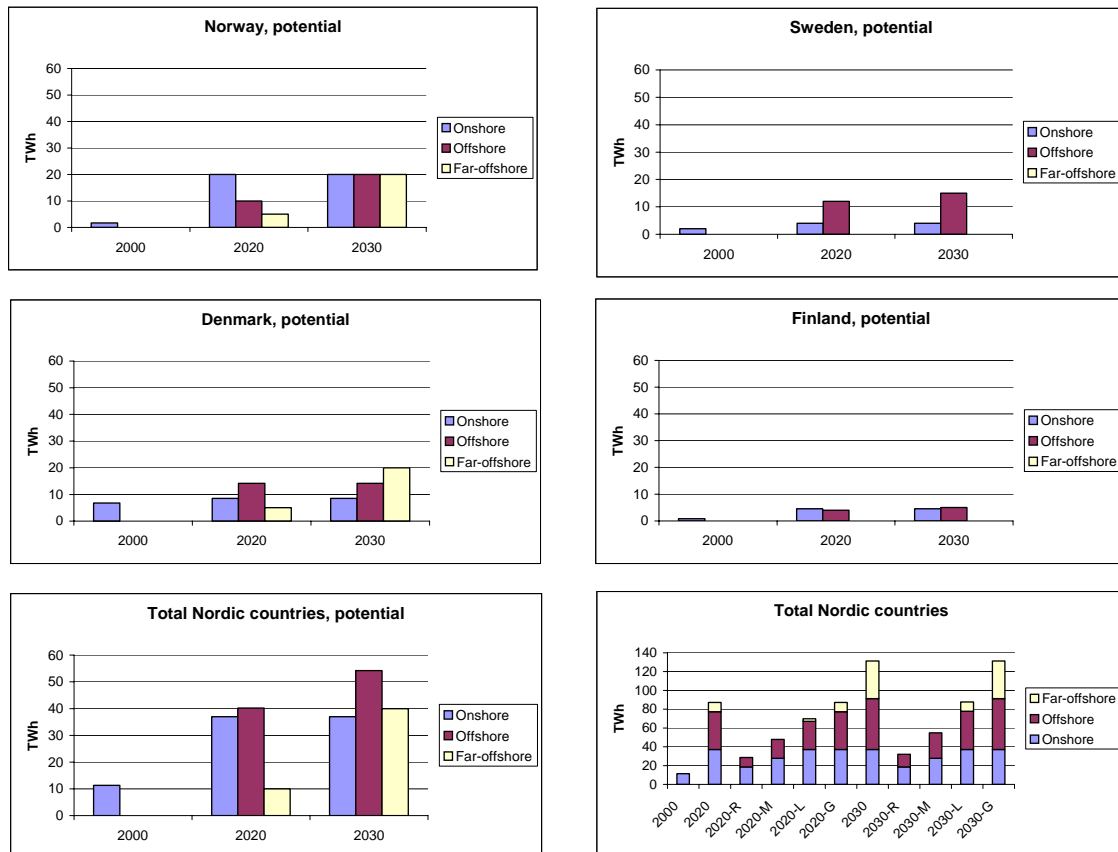 Norway, potential
60
50
40
30
20
10
0
TWh
2000
2020
2030
Onshore
Offshore
Far-offshore
Sweden, potential
60
50
40
30
20
10
0
TWh
2000
2020
2030
Onshore
Offshore
Far-offshore
Denmark, potential
60
50
40
30
20
10
0
TWh
2000
2020
2030
Onshore
Offshore
Far-offshore
Finland, potential
60
50
40
30
20
10
0
TWh
2000
2020
2030
Onshore
Offshore
Far-offshore
Total Nordic countries, potential
60
50
40
30
20
10
0
TWh
2000
2020
2030
Onshore
Offshore
Far-offshore
Total Nordic countries
140
120
100
80
60
40
20
0
TWh
2000
2020
2020-R
2020-M
2020-L
2020-G
2030
2030-R
2030-M
2030-L
2030-G
Far-offshore
Offshore
Onshore